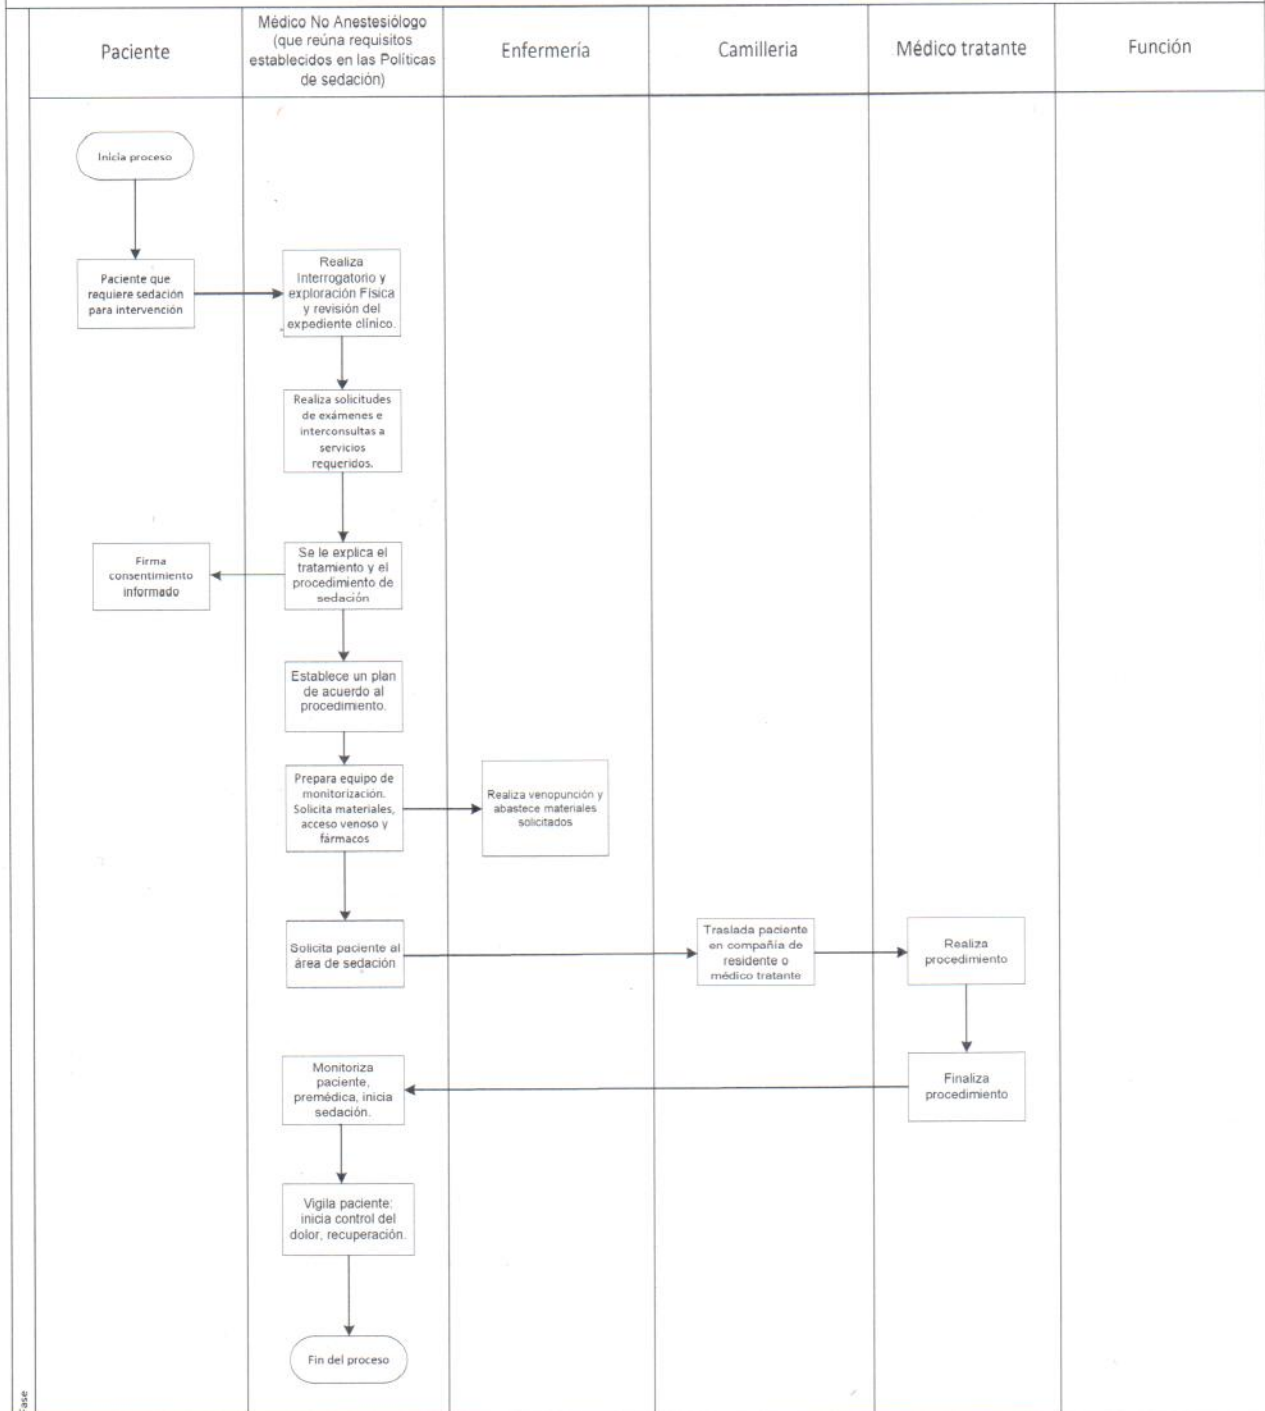 Paciente
Médico No Anestesiólogo
(que reúna requisitos
establecidos en las Políticas
de sedación)
Enfermería
Camilleria
Médico tratante
Función
Inicia proceso
Paciente que
requiere sedación
para intervención
Realiza
Interrogatorio y
exploración Física
y revisión del
expediente clínico.
Realiza solicitudes
de exámenes e
interconsultas a
servicios
requeridos.
Firma
consentimiento
informado
Se le explica el
tratamiento y el
procedimiento de
sedación
Establece un plan
de acuerdo al
procedimiento.
Prepara equipo de
monitorización.
Solicita materiales,
acceso venoso y
fármacos
Realiza venopunción y
abastece materiales
solicitados
Solicita paciente al
área de sedación
Traslada paciente
en compañía de
residente o
médico tratante
Realiza
procedimiento
Monitoriza
paciente,
premédica, inicia
sedación.
Finaliza
procedimiento
Vigila paciente:
inicia control del
dolor, recuperación.
Fin del proceso
Fase